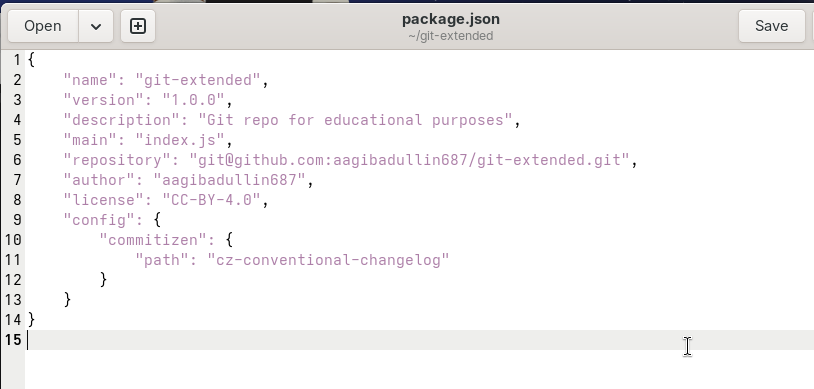 Open
package.json
~/git-extended
Save
1 {
2     "name": "git-extended",
3     "version": "1.0.0",
4     "description": "Git repo for educational purposes",
5     "main": "index.js",
6     "repository": "git@github.com:aagibadullin687/git-extended.git",
7     "author": "aagibadullin687",
8     "license": "CC-BY-4.0",
9     "config": {
10         "commitizen": {
11             "path": "cz-conventional-changelog"
12         }
13     }
14 }
15